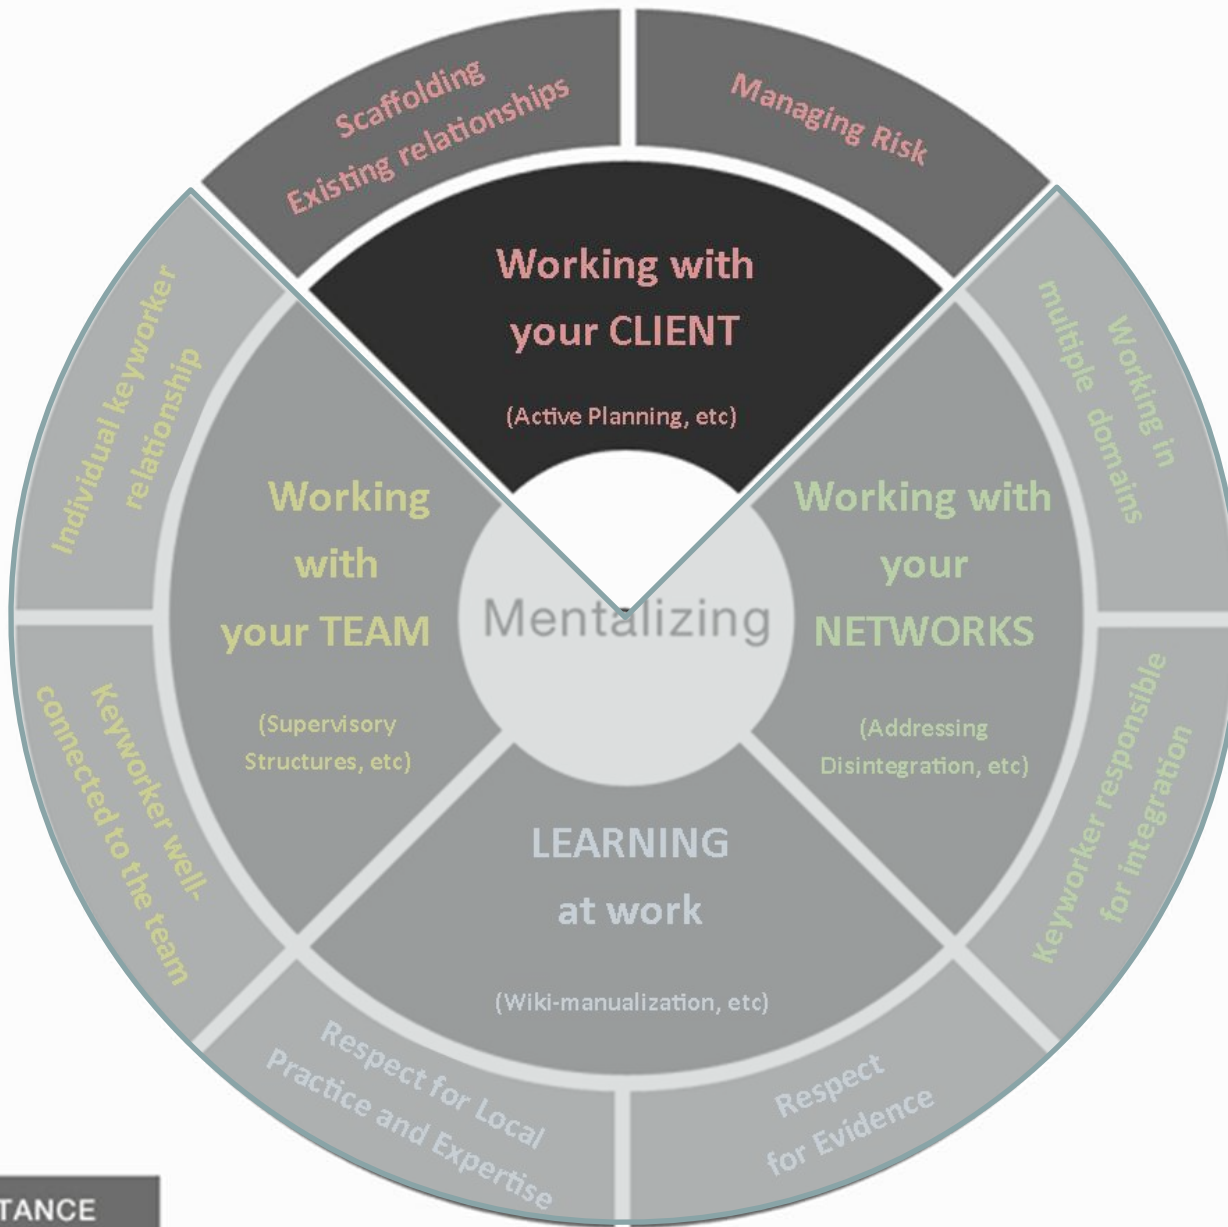 Scaffolding
Existing relationships
Managing Risk
Working with
your CLIENT
(Active Planning, etc)
Individual keyworker
relationship
Working in
multiple domains
Working
with
your TEAM
(Supervisory
Structures, etc)
Mentalizing
Working with
your
NETWORKS
(Addressing
Disintegration, etc)
Keyworker well-
connected to the team
Keyworker responsible
for integration
LEARNING
at work
(Wiki-manualization, etc)
Respect for Local
Practice and Expertise
Respect
for Evidence
TANCE